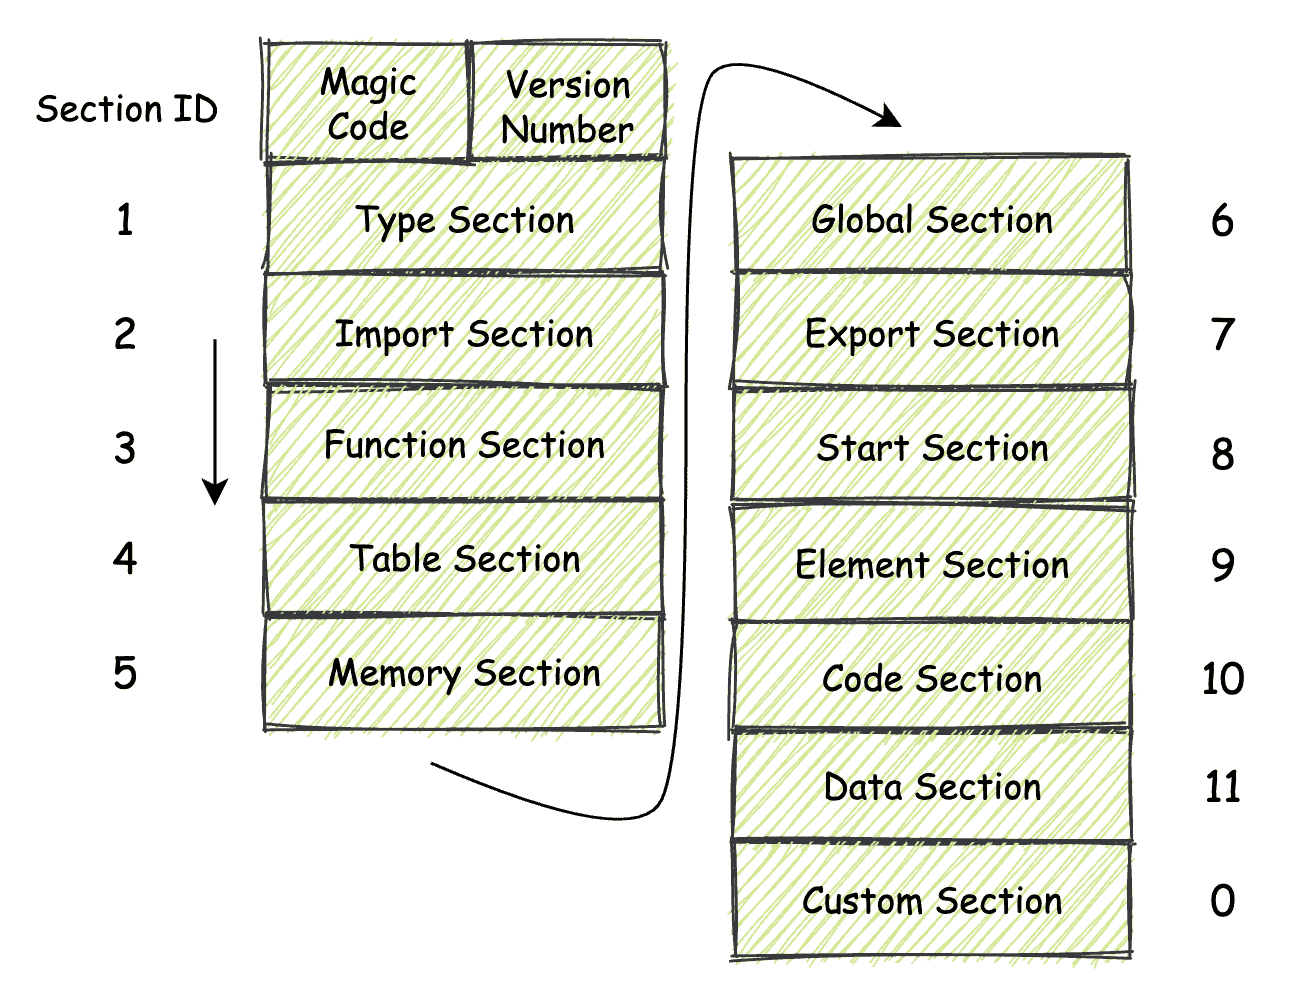 Magic
Code
Version
Number
Section ID
1
Type Section
2
Import Section
3
Function Section
4
Table Section
5
Memory Section
Global Section
6
Export Section
7
Start Section
8
Element Section
9
Code Section
10
Data Section
11
Custom Section
0